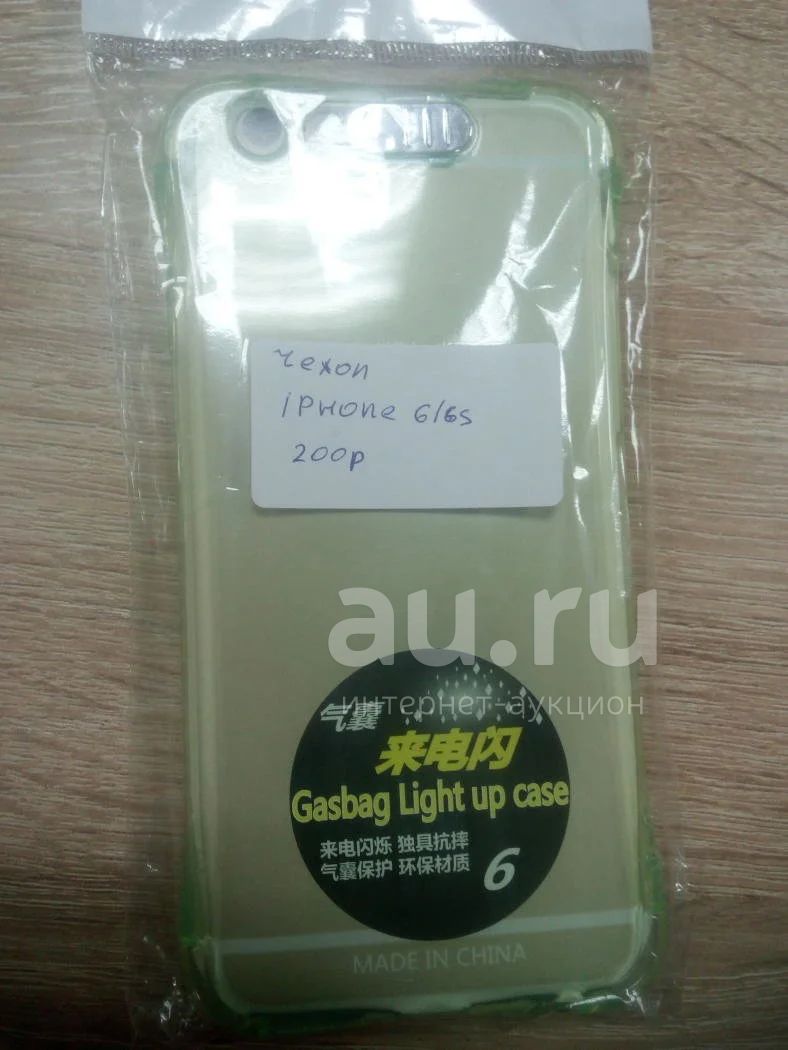 Чехол
iPHONe 6/6s
200р
au.ru
интернет-аукцион
气囊
来电闪
Gasbag Light up case
来电闪烁 独具抗摔
气囊保护 环保材质
6
MADE IN CHINA